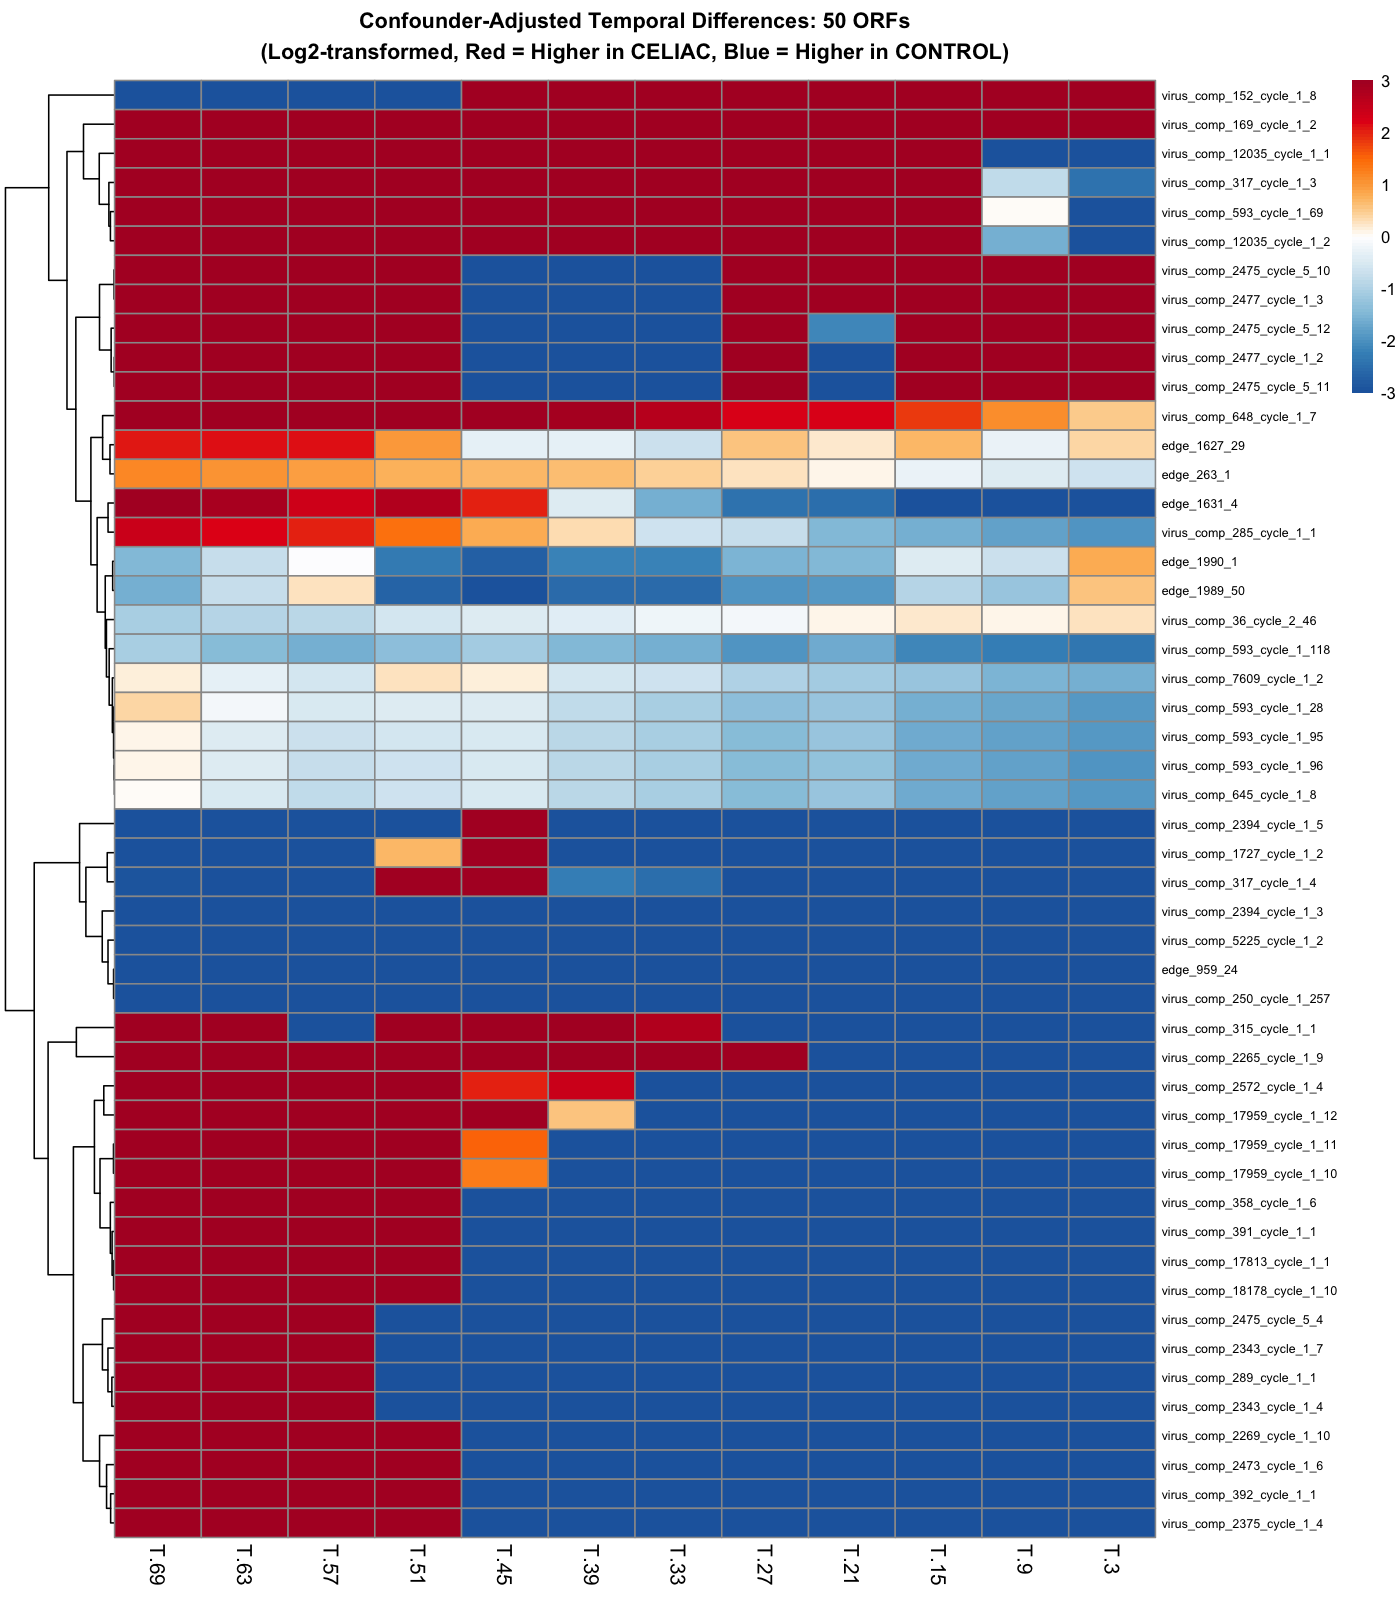 Confounder-Adjusted Temporal Differences: 50 ORFs
(Log2-transformed, Red = Higher in CELIAC, Blue = Higher in CONTROL)
virus_comp_152_cycle_1_8
virus_comp_169_cycle_1_2
virus_comp_12035_cycle_1_1
virus_comp_317_cycle_1_3
virus_comp_593_cycle_1_69
virus_comp_12035_cycle_1_2
virus_comp_2475_cycle_5_10
virus_comp_2477_cycle_1_3
virus_comp_2475_cycle_5_12
virus_comp_2477_cycle_1_2
virus_comp_2475_cycle_5_11
virus_comp_648_cycle_1_7
edge_1627_29
edge_263_1
edge_1631_4
virus_comp_285_cycle_1_1
edge_1990_1
edge_1989_50
virus_comp_36_cycle_2_46
virus_comp_593_cycle_1_118
virus_comp_7609_cycle_1_2
virus_comp_593_cycle_1_28
virus_comp_593_cycle_1_95
virus_comp_593_cycle_1_96
virus_comp_645_cycle_1_8
virus_comp_2394_cycle_1_5
virus_comp_1727_cycle_1_2
virus_comp_317_cycle_1_4
virus_comp_2394_cycle_1_3
virus_comp_5225_cycle_1_2
edge_959_24
virus_comp_250_cycle_1_257
virus_comp_315_cycle_1_1
virus_comp_2265_cycle_1_9
virus_comp_2572_cycle_1_4
virus_comp_17959_cycle_1_12
virus_comp_17959_cycle_1_11
virus_comp_17959_cycle_1_10
virus_comp_358_cycle_1_6
virus_comp_391_cycle_1_1
virus_comp_17813_cycle_1_1
virus_comp_18178_cycle_1_10
virus_comp_2475_cycle_5_4
virus_comp_2343_cycle_1_7
virus_comp_289_cycle_1_1
virus_comp_2343_cycle_1_4
virus_comp_2269_cycle_1_10
virus_comp_2473_cycle_1_6
virus_comp_392_cycle_1_1
virus_comp_2375_cycle_1_4
3
2
1
0
-1
-2
-3
T.69
T.63
T.57
T.51
T.45
T.39
T.33
T.27
T.21
T.15
T.9
T.3